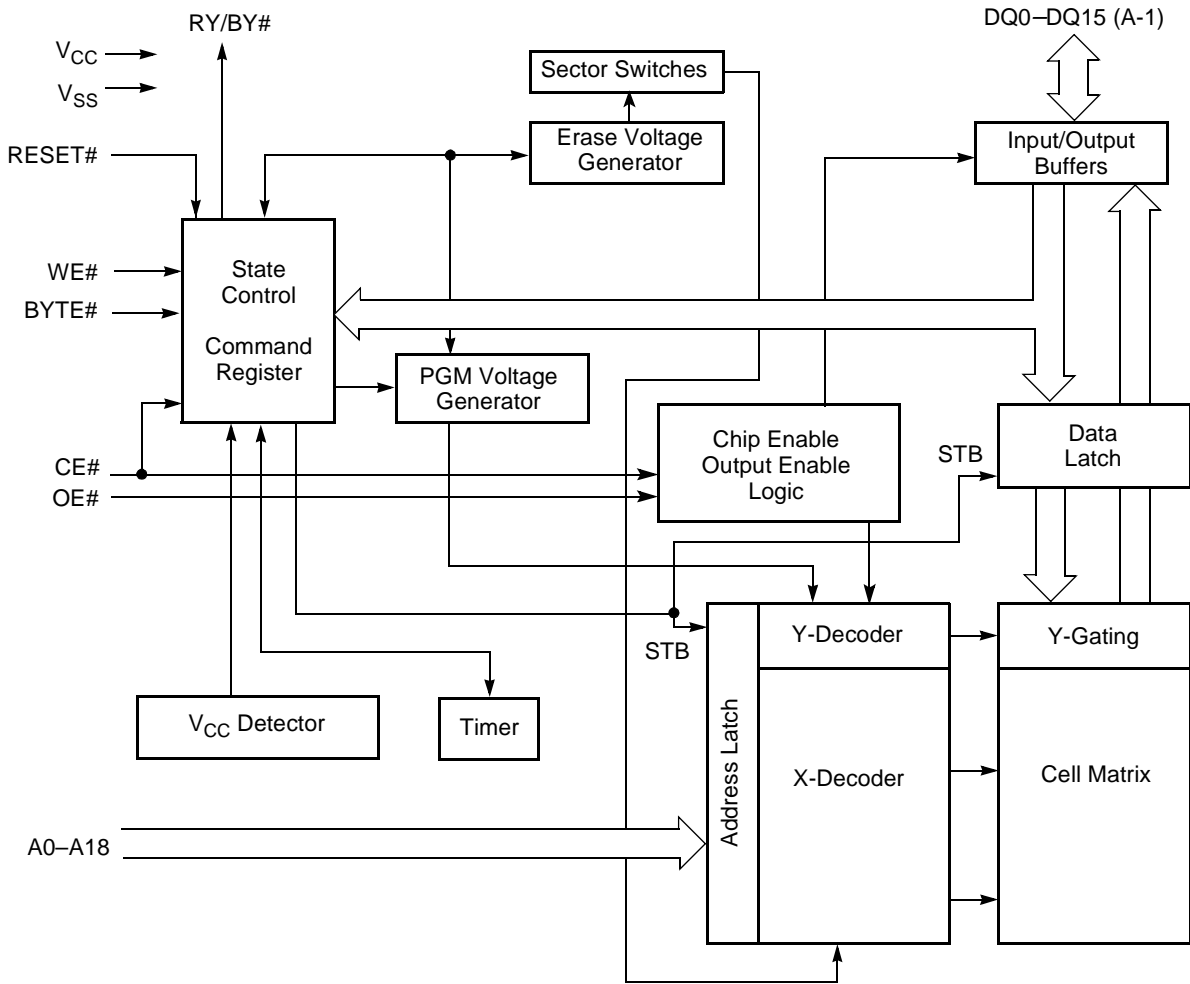 RY/BY#
DQ0–DQ15 (A-1)
VCC
VSS
Sector Switches
Erase Voltage
Generator
Input/Output
Buffers
RESET#
WE#
BYTE#
State
Control
Command
Register
PGM Voltage
Generator
CE#
OE#
Chip Enable
Output Enable
Logic
STB
Data
Latch
STB
Y-Decoder
Y-Gating
VCC Detector
Timer
Address Latch
X-Decoder
Cell Matrix
A0–A18